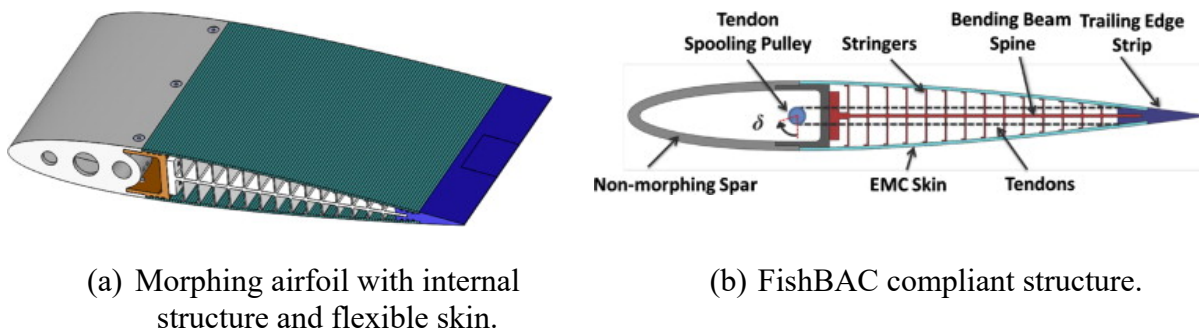 Tendon
Spooling Pulley
Stringers
Bending Beam
Spine
Trailing Edge
Strip
δ
Non-morphing Spar
EMC Skin
Tendons
(a) Morphing airfoil with internal
structure and flexible skin.
(b) FishBAC compliant structure.